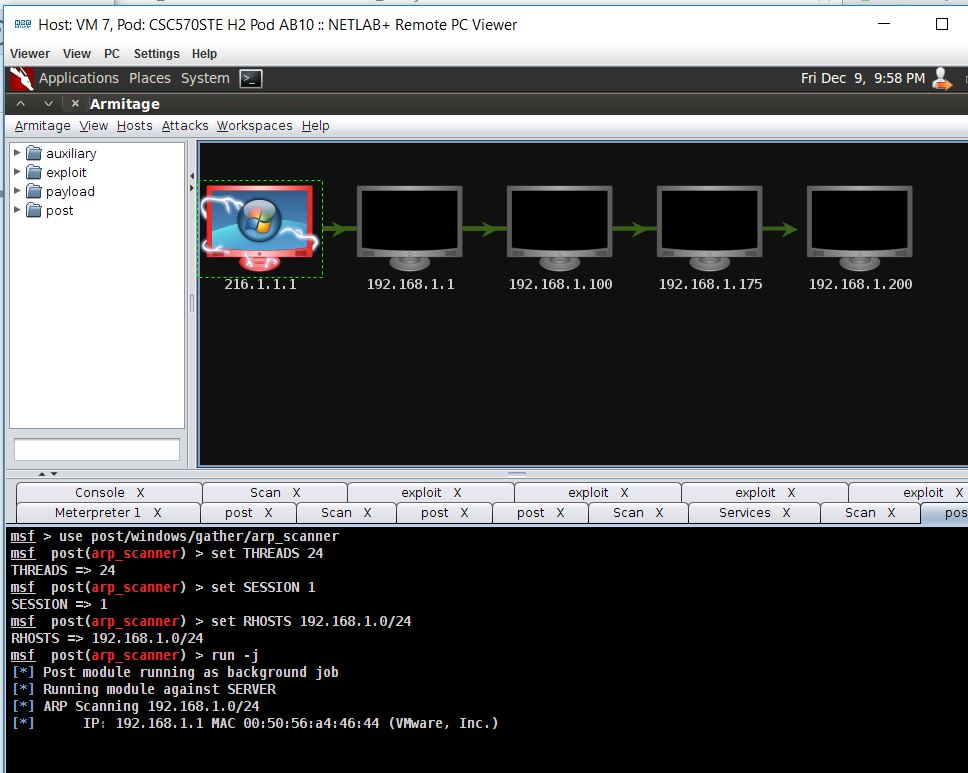 Host: VM 7, Pod: CSC570STE H2 Pod AB10 :: NETLAB+ Remote PC Viewer
Viewer View PC Settings Help
Applications Places System Fri Dec 9, 9:58 PM
Armitage
Armitage View Hosts Attacks Workspaces Help
auxiliary
exploit
payload
post
216.1.1.1 192.168.1.1 192.168.1.100 192.168.1.175 192.168.1.200
Console X Scan X exploit X exploit X exploit X exploit X
Meterpreter 1 X post X Scan X post X post X Scan X Services X Scan X pos
msf > use post/windows/gather/arp_scanner
msf post(arp_scanner) > set THREADS 24
THREADS => 24
msf post(arp_scanner) > set SESSION 1
SESSION => 1
msf post(arp_scanner) > set RHOSTS 192.168.1.0/24
RHOSTS => 192.168.1.0/24
msf post(arp_scanner) > run -j
[*] Post module running as background job
[*] Running module against SERVER
[*] ARP Scanning 192.168.1.0/24
[*] IP: 192.168.1.1 MAC 00:50:56:a4:46:44 (VMware, Inc.)